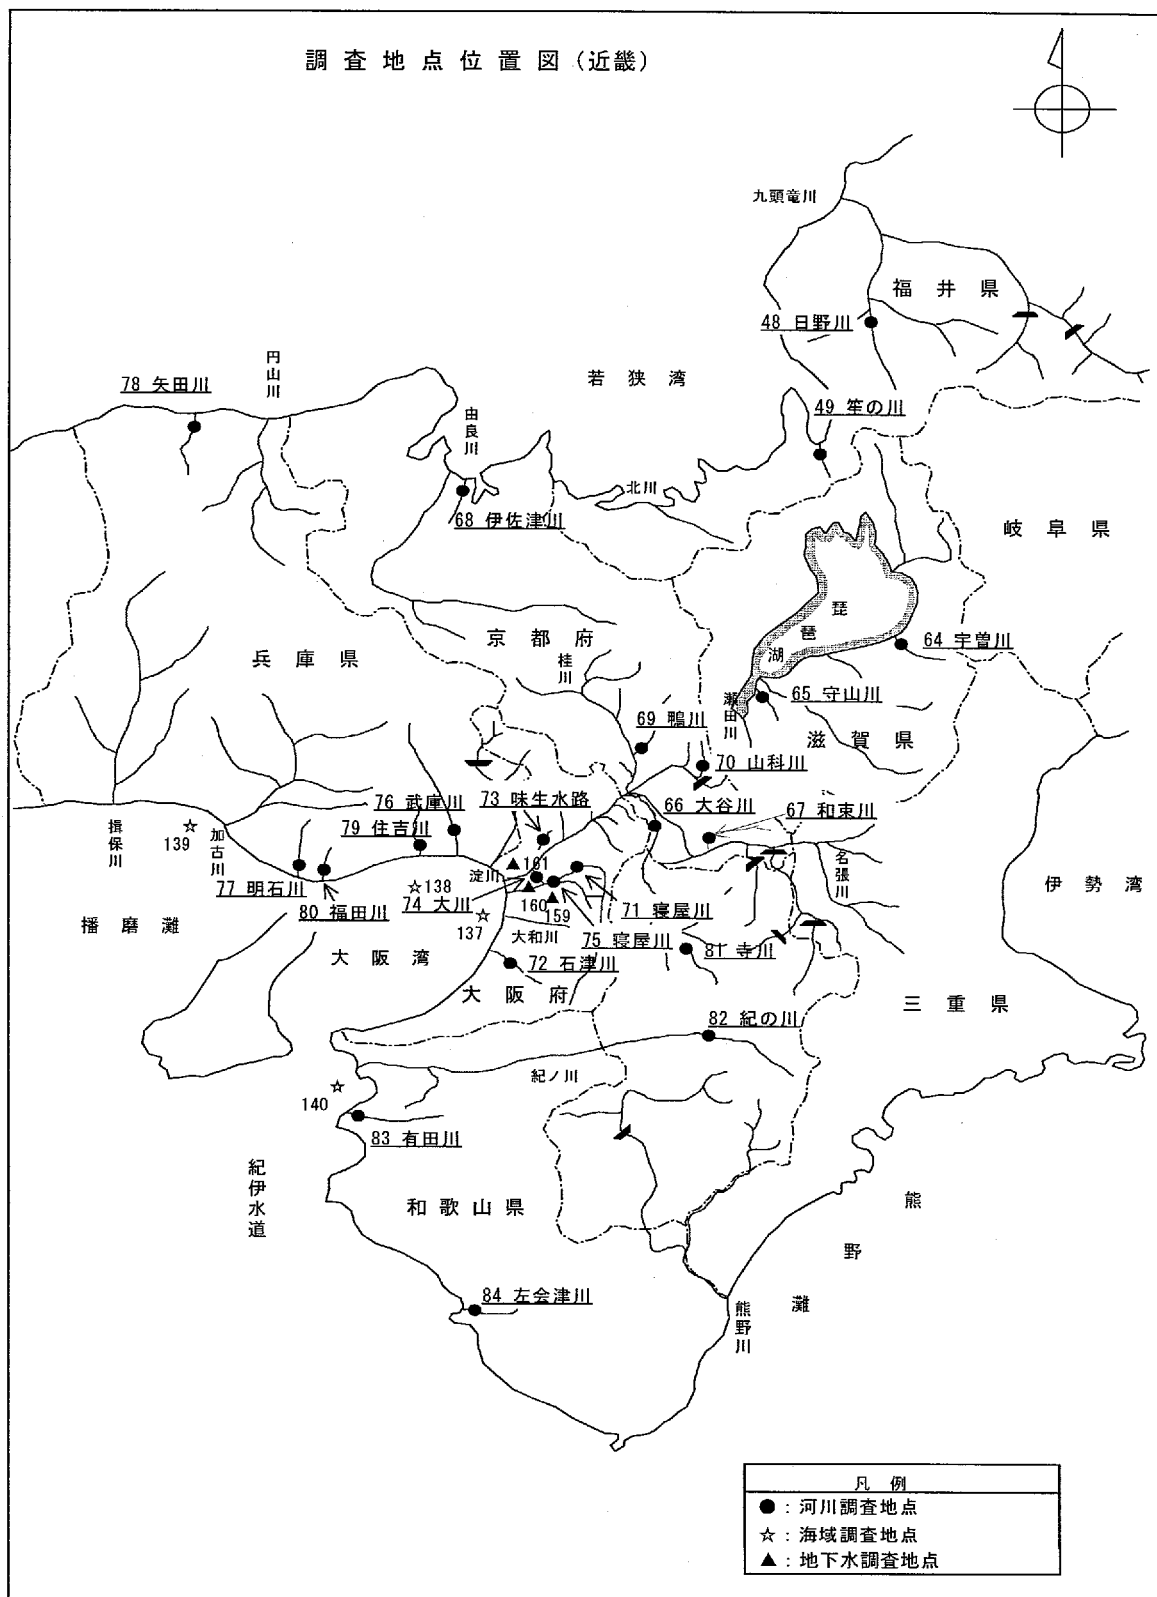 調査地点位置図(近畿)
九頭竜川
福井県
48 日野川
円山川
78 矢田川
若狭湾
49 笙の川
由良川
北川
68 伊佐津川
岐阜県
琵琶湖
京都府
64 宇曽川
兵庫県
桂川
瀬田川
65 守山川
69 鴨川
滋賀県
70 山科川
76 武庫川
73 味生水路
66 大谷川
67 和束川
揖保川
139
加古川
79 住吉川
161
淀川
名張川
77 明石川
138
伊勢湾
80 福田川
74 大川
160
159
71 寝屋川
播磨灘
137
大和川
75 寝屋川
81 寺川
大阪湾
72 石津川
大阪府
三重県
82 紀の川
紀ノ川
140
83 有田川
紀伊水道
和歌山県
熊野灘
84 左会津川
熊野川
凡例
●:河川調査地点
☆:海域調査地点
▲:地下水調査地点